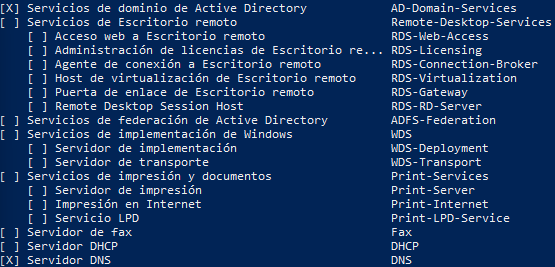 [X] Servicios de dominio de Active Directory AD-Domain-Services
[ ] Servicios de Escritorio remoto Remote-Desktop-Services
[ ] Acceso web a Escritorio remoto RDS-Web-Access
[ ] Administración de licencias de Escritorio re... RDS-Licensing
[ ] Agente de conexión a Escritorio remoto RDS-Connection-Broker
[ ] Host de virtualización de Escritorio remoto RDS-Virtualization
[ ] Puerta de enlace de Escritorio remoto RDS-Gateway
[ ] Remote Desktop Session Host RDS-RD-Server
[ ] Servicios de federación de Active Directory ADFS-Federation
[ ] Servicios de implementación de Windows WDS
[ ] Servidor de implementación WDS-Deployment
[ ] Servidor de transporte WDS-Transport
[ ] Servicios de impresión y documentos Print-Services
[ ] Servidor de impresión Print-Server
[ ] Impresión en Internet Print-Internet
[ ] Servicio LPD Print-LPD-Service
[ ] Servidor de fax Fax
[ ] Servidor DHCP DHCP
[X] Servidor DNS DNS